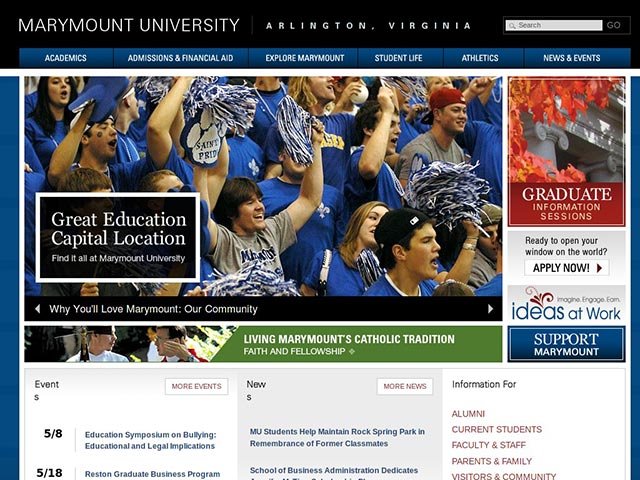 MARYMOUNT UNIVERSITY
ARLINGTON, VIRGINIA
Search
GO
ACADEMICS
ADMISSIONS & FINANCIAL AID
EXPLORE MARYMOUNT
STUDENT LIFE
ATHLETICS
NEWS & EVENTS
SAINTS
PRIDE
Great Education
Capital Location
Find it all at Marymount University
Why You'll Love Marymount: Our Community
GRADUATE
INFORMATION
SESSIONS
Ready to open your
window on the world?
APPLY NOW!
Imagine. Engage. Earn.
ideas at Work
SUPPORT
MARYMOUNT
LIVING MARYMOUNT'S CATHOLIC TRADITION
FAITH AND FELLOWSHIP
Event
s
MORE EVENTS
5/8
Education Symposium on Bullying:
Educational and Legal Implications
5/18
Reston Graduate Business Program
New
s
MORE NEWS
MU Students Help Maintain Rock Spring Park in
Remembrance of Former Classmates
School of Business Administration Dedicates
Information For
ALUMNI
CURRENT STUDENTS
FACULTY & STAFF
PARENTS & FAMILY
VISITORS & COMMUNITY